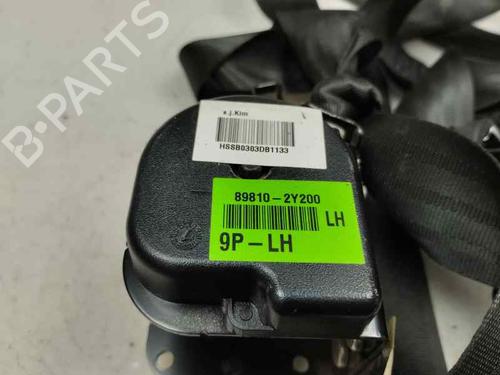 B-PARTS
s.j.Kim
HSSB0303DB1133
89810-2Y200
LH
9P-LH